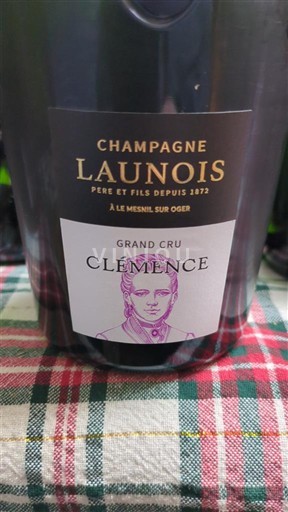 CHAMPAGNE
LAUNOIS
PERE ET FILS DEPUIS 1872
À LE MESNIL SUR OGER
GRAND CRU
CLÉMENCE